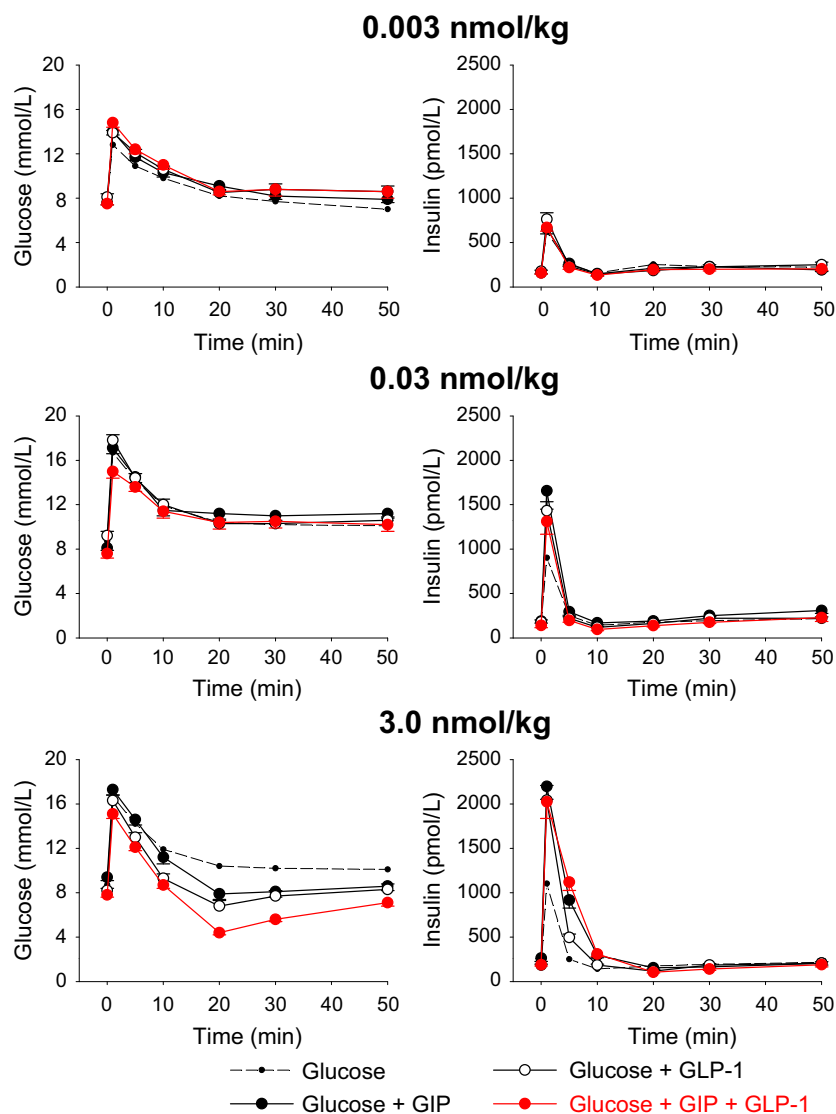 0.003 nmol/kg
20
16
12
8
4
0
Glucose (mmol/L)
0 10 20 30 40 50
Time (min)
2500
2000
1500
1000
500
0
Insulin (pmol/L)
0 10 20 30 40 50
Time (min)
0.03 nmol/kg
20
16
12
8
4
0
Glucose (mmol/L)
0 10 20 30 40 50
Time (min)
2500
2000
1500
1000
500
0
Insulin (pmol/L)
0 10 20 30 40 50
Time (min)
3.0 nmol/kg
20
16
12
8
4
0
Glucose (mmol/L)
0 10 20 30 40 50
Time (min)
2500
2000
1500
1000
500
0
Insulin (pmol/L)
0 10 20 30 40 50
Time (min)
Glucose
Glucose + GLP-1
Glucose + GIP
Glucose + GIP + GLP-1